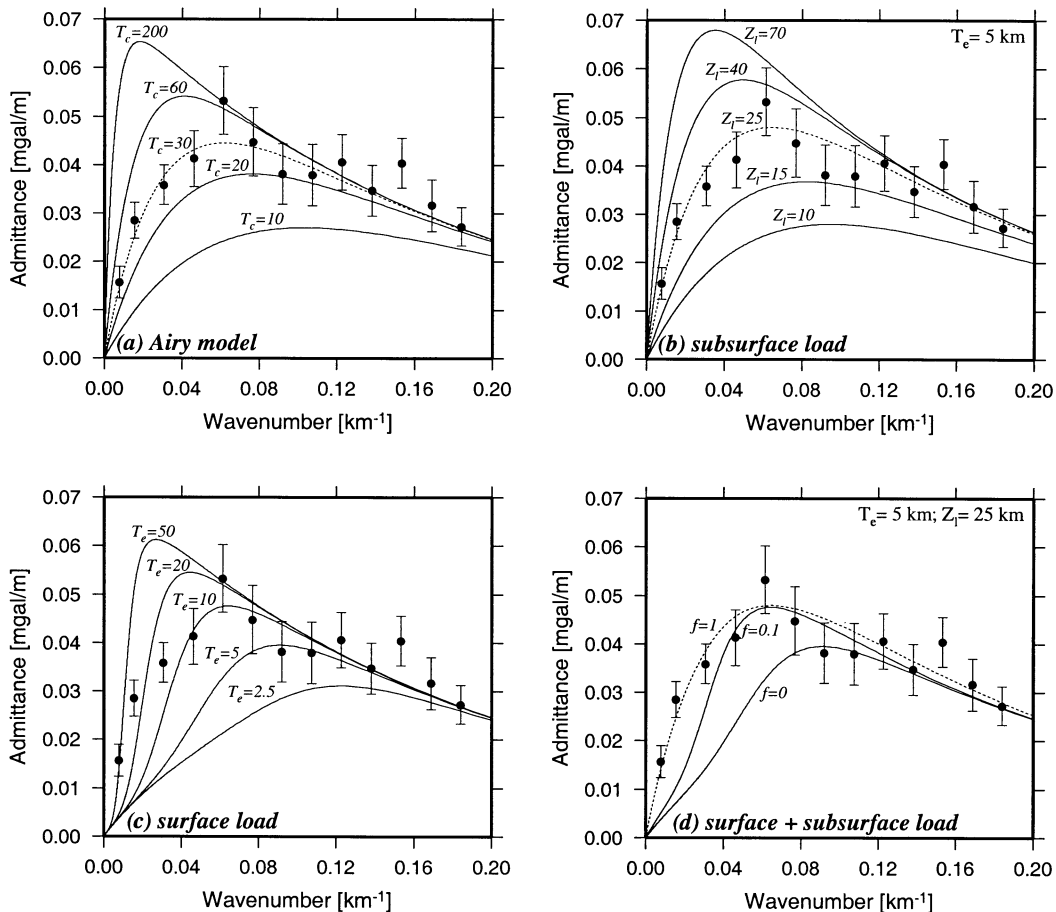 0.07
0.06
0.05
0.04
0.03
0.02
0.01
0.00
Admittance [mgal/m]
T_c=200
T_c=60
T_c=30
T_c=20
T_c=10
(a) Airy model
0.00 0.04 0.08 0.12 0.16 0.20
Wavenumber [km⁻¹]
0.07
0.06
0.05
0.04
0.03
0.02
0.01
0.00
Admittance [mgal/m]
T_e= 5 km
Z_l=70
Z_l=40
Z_l=25
Z_l=15
Z_l=10
(b) subsurface load
0.00 0.04 0.08 0.12 0.16 0.20
Wavenumber [km⁻¹]
0.07
0.06
0.05
0.04
0.03
0.02
0.01
0.00
Admittance [mgal/m]
T_e=50
T_e=20
T_e=10
T_e=5
T_e=2.5
(c) surface load
0.00 0.04 0.08 0.12 0.16 0.20
Wavenumber [km⁻¹]
0.07
0.06
0.05
0.04
0.03
0.02
0.01
0.00
Admittance [mgal/m]
T_e= 5 km; Z_l= 25 km
f=1
f=0.1
f=0
(d) surface + subsurface load
0.00 0.04 0.08 0.12 0.16 0.20
Wavenumber [km⁻¹]